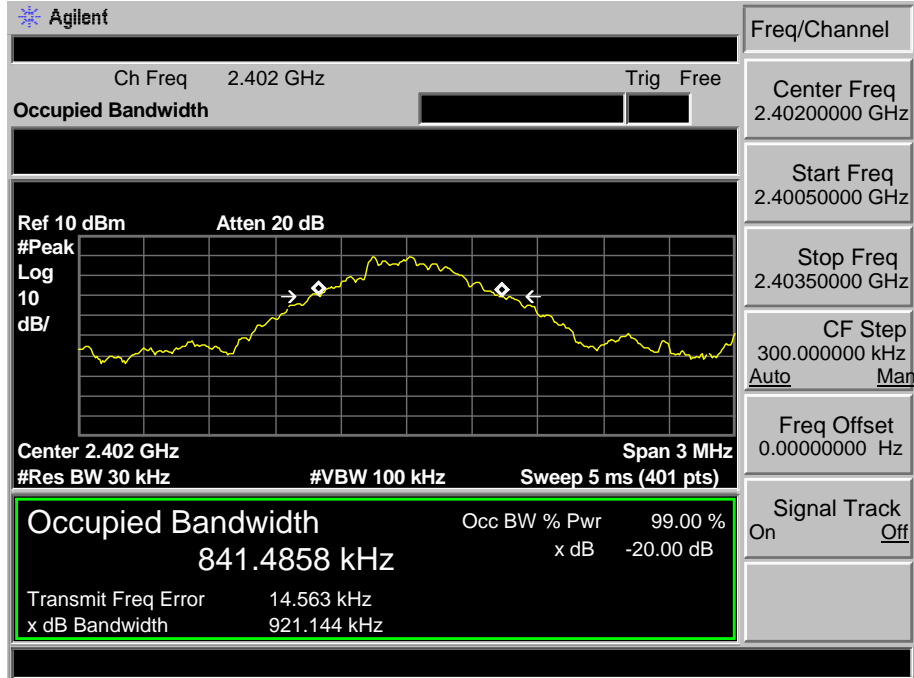 Agilent
Ch Freq 2.402 GHz Trig Free
Occupied Bandwidth
Ref 10 dBm Atten 20 dB
#Peak
Log
10
dB/
Center 2.402 GHz Span 3 MHz
#Res BW 30 kHz #VBW 100 kHz Sweep 5 ms (401 pts)
Occupied Bandwidth
841.4858 kHz
Occ BW % Pwr 99.00 %
x dB -20.00 dB
Transmit Freq Error 14.563 kHz
x dB Bandwidth 921.144 kHz
Freq/Channel
Center Freq
2.40200000 GHz
Start Freq
2.40050000 GHz
Stop Freq
2.40350000 GHz
CF Step
300.000000 kHz
Auto Man
Freq Offset
0.00000000 Hz
Signal Track
On Off